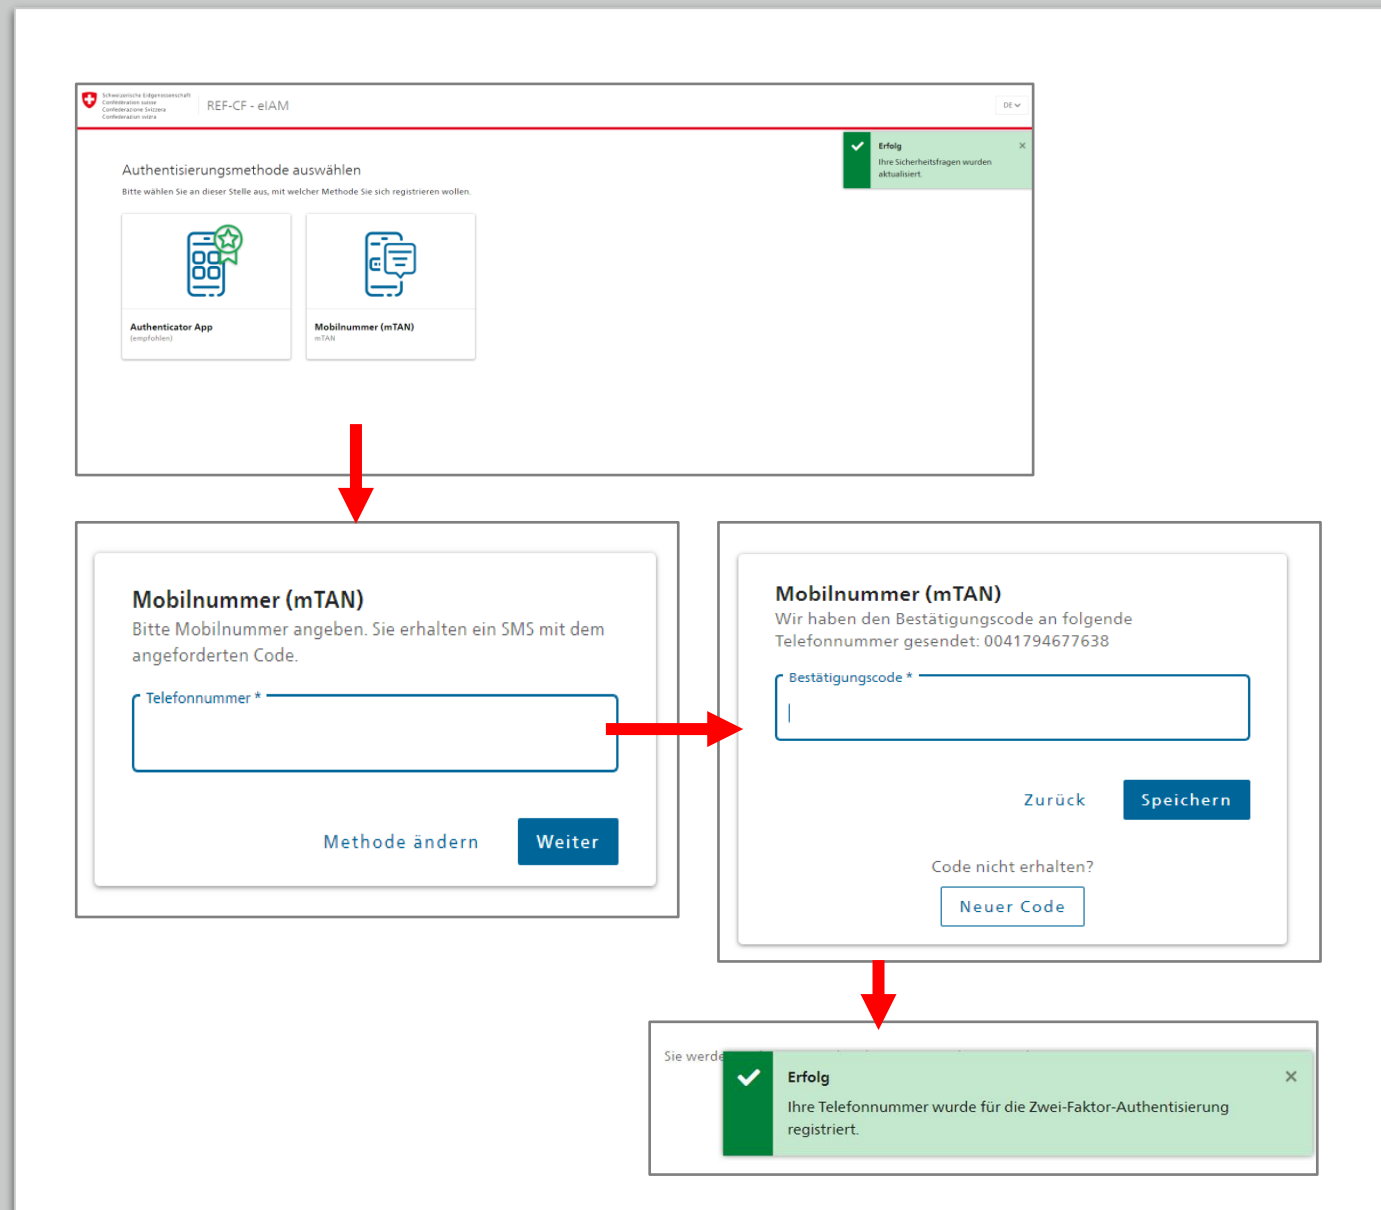 Schweizerische Eidgenossenschaft
Confédération suisse
Confederazione Svizzera
Confederaziun svizra
REF-CF - eIAM
DE
Erfolg
Ihre Sicherheitsfragen wurden
aktualisiert.
Authentisierungsmethode auswählen
Bitte wählen Sie an dieser Stelle aus, mit welcher Methode Sie sich registrieren wollen.
Authenticator App
(empfohlen)
Mobilnummer (mTAN)
mTAN
Mobilnummer (mTAN)
Bitte Mobilnummer angeben. Sie erhalten ein SMS mit dem
angeforderten Code.
Telefonnummer *
Methode ändern
Weiter
Mobilnummer (mTAN)
Wir haben den Bestätigungscode an folgende
Telefonnummer gesendet: 0041794677638
Bestätigungscode *
Zurück
Speichern
Code nicht erhalten?
Neuer Code
Sie werde
Erfolg
Ihre Telefonnummer wurde für die Zwei-Faktor-Authentisierung
registriert.